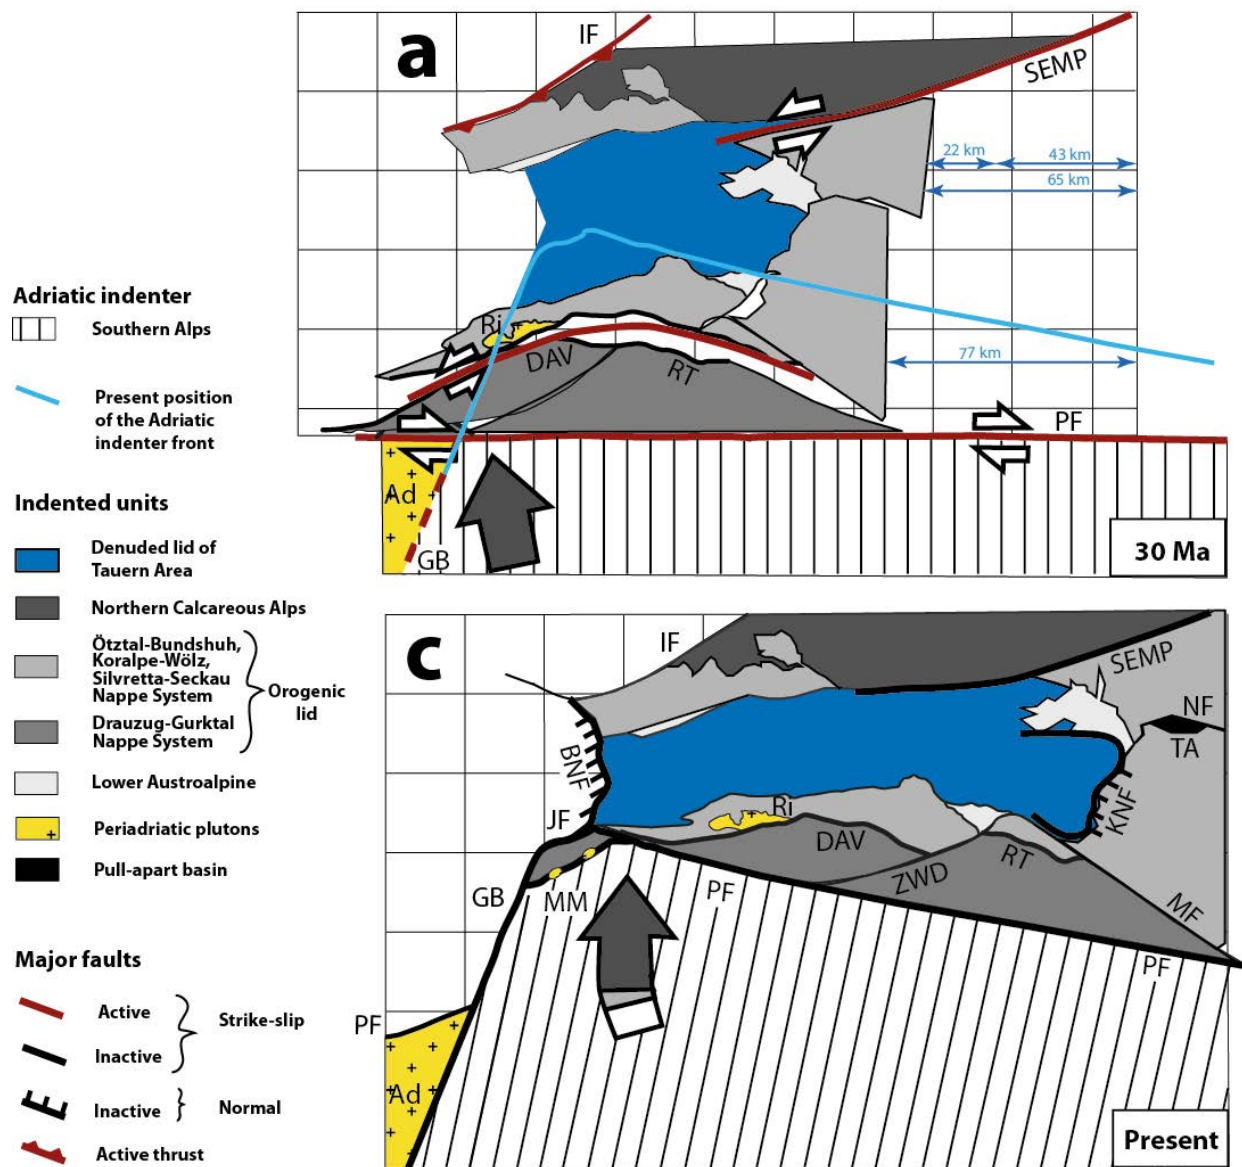 a
IF
SEMP
22 km
43 km
65 km
Ri
DAV
RT
77 km
PF
Ad
GB
30 Ma
Adriatic indenter
Southern Alps
Present position
of the Adriatic
indenter front
Indented units
Denuded lid of
Tauern Area
Northern Calcareous Alps
Ötztal-Bundshuh,
Koralpe-Wölz,
Silvretta-Seckau
Nappe System
Orogenic
lid
Drauzug-Gurktal
Nappe System
Lower Austroalpine
Periadriatic plutons
Pull-apart basin
Major faults
Active
Strike-slip
Inactive
Inactive
Normal
Active thrust
c
IF
SEMP
NF
TA
BNF
KNF
JF
Ri
DAV
RT
ZWD
GB
MM
PF
MF
PF
PF
Ad
Present